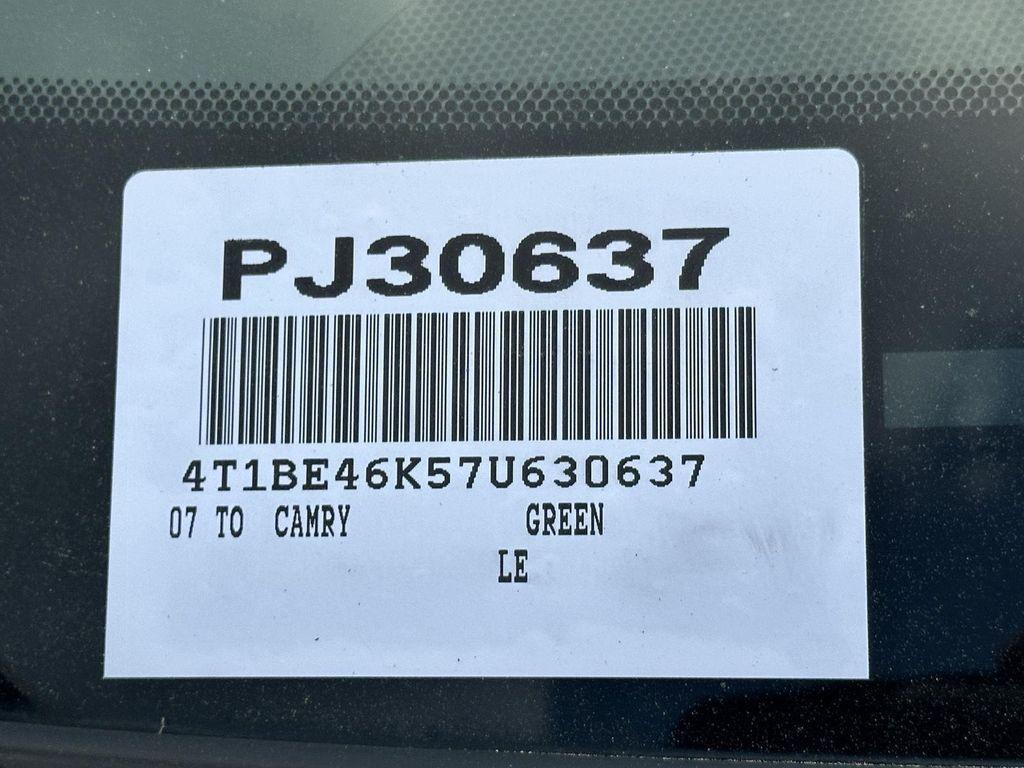 PJ30637
4T1BE46K57U630637
07 TO CAMRY GREEN
LE